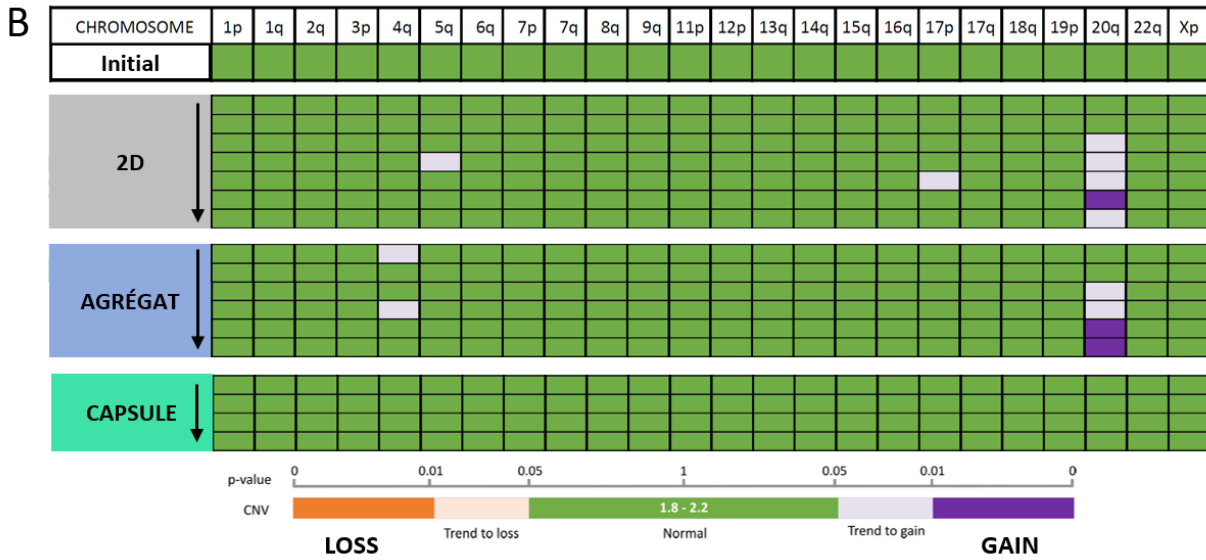 B
CHROMOSOME 1p 1q 2q 3p 4q 5q 6q 7p 7q 8q 9q 11p 12p 13q 14q 15q 16q 17p 17q 18q 19p 20q 22q Xp
Initial
2D
AGRÉGAT
CAPSULE
p-value 0 0.01 0.05 1 0.05 0.01 0
CNV 1.8 - 2.2
LOSS Trend to loss Normal Trend to gain GAIN